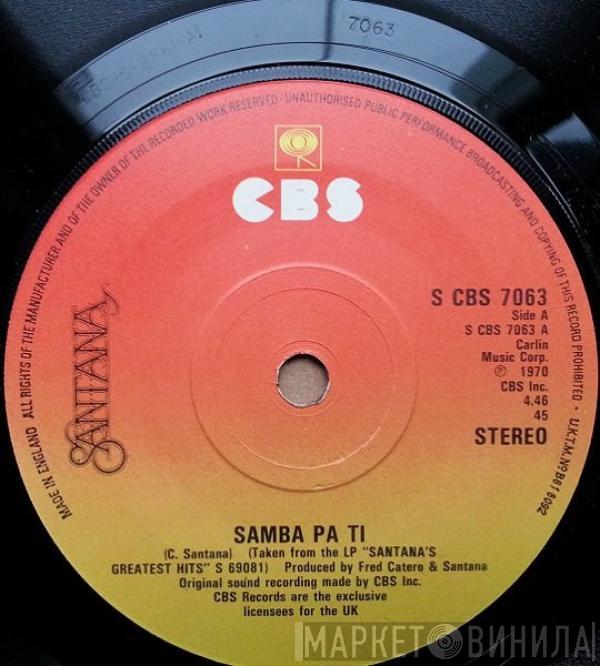 7063
MADE IN ENGLAND ALL RIGHTS OF THE MANUFACTURER AND OF THE OWNER OF THE RECORDED WORK RESERVED · UNAUTHORISED PUBLIC PERFORMANCE BROADCASTING AND COPYING OF THIS RECORD PROHIBITED · U.K.T.M. Nº B618092
CBS
SANTANA
S CBS 7063
Side A
S CBS 7063 A
Carlin
Music Corp.
℗ 1970
CBS Inc.
4.46
45
STEREO
SAMBA PA TI
(C. Santana) (Taken from the LP "SANTANA'S
GREATEST HITS" S 69081) Produced by Fred Catero & Santana
Original sound recording made by CBS Inc.
CBS Records are the exclusive
licensees for the UK
МАРКЕТ ВИНИЛА